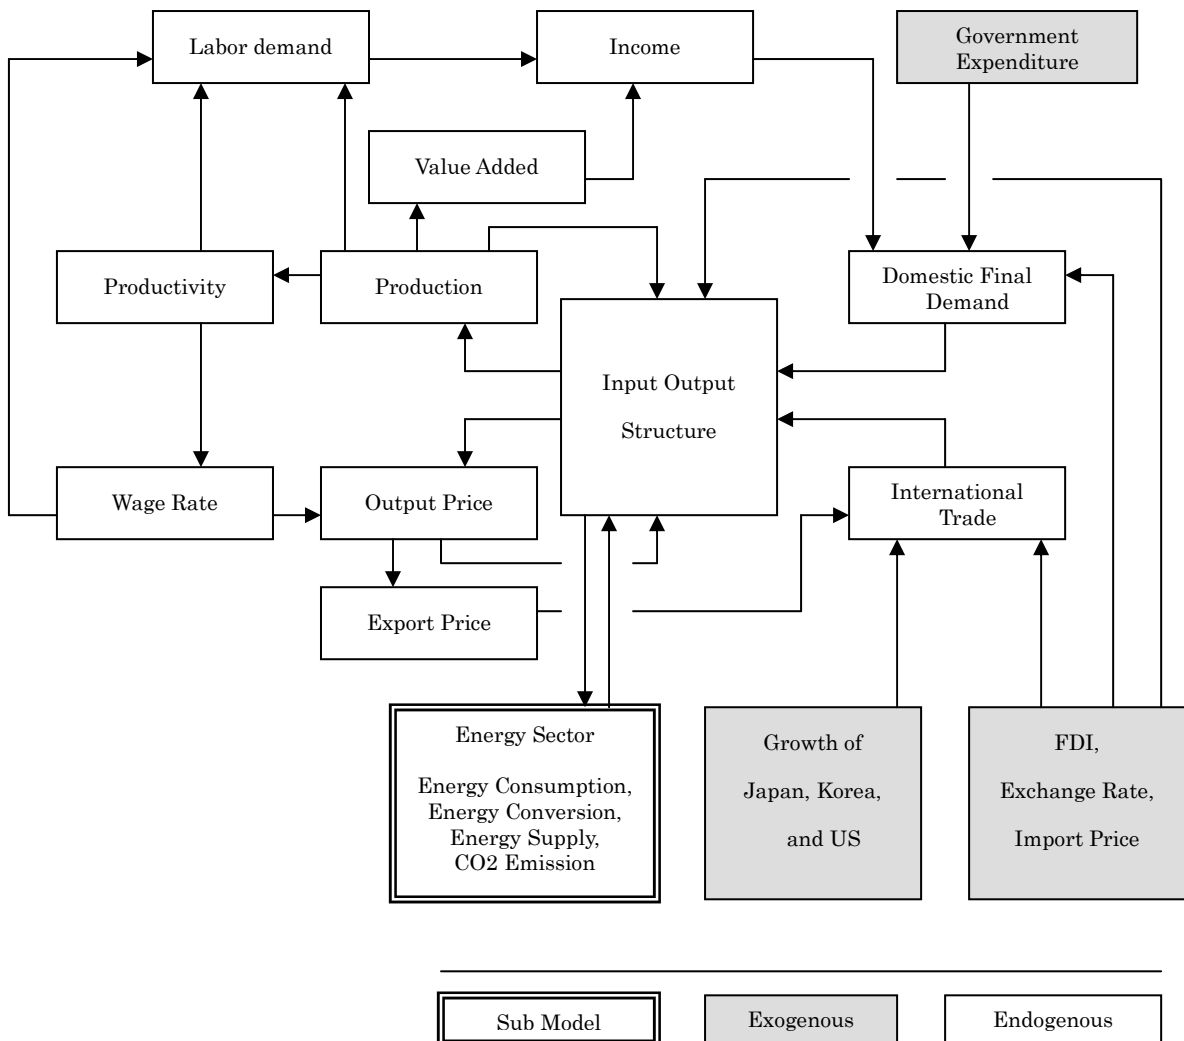 Labor demand
Income
Government
Expenditure
Value Added
Productivity
Production
Domestic Final
Demand
Input Output
Structure
Wage Rate
Output Price
International
Trade
Export Price
Energy Sector
Energy Consumption,
Energy Conversion,
Energy Supply,
CO2 Emission
Growth of
Japan, Korea,
and US
FDI,
Exchange Rate,
Import Price
Sub Model
Exogenous
Endogenous